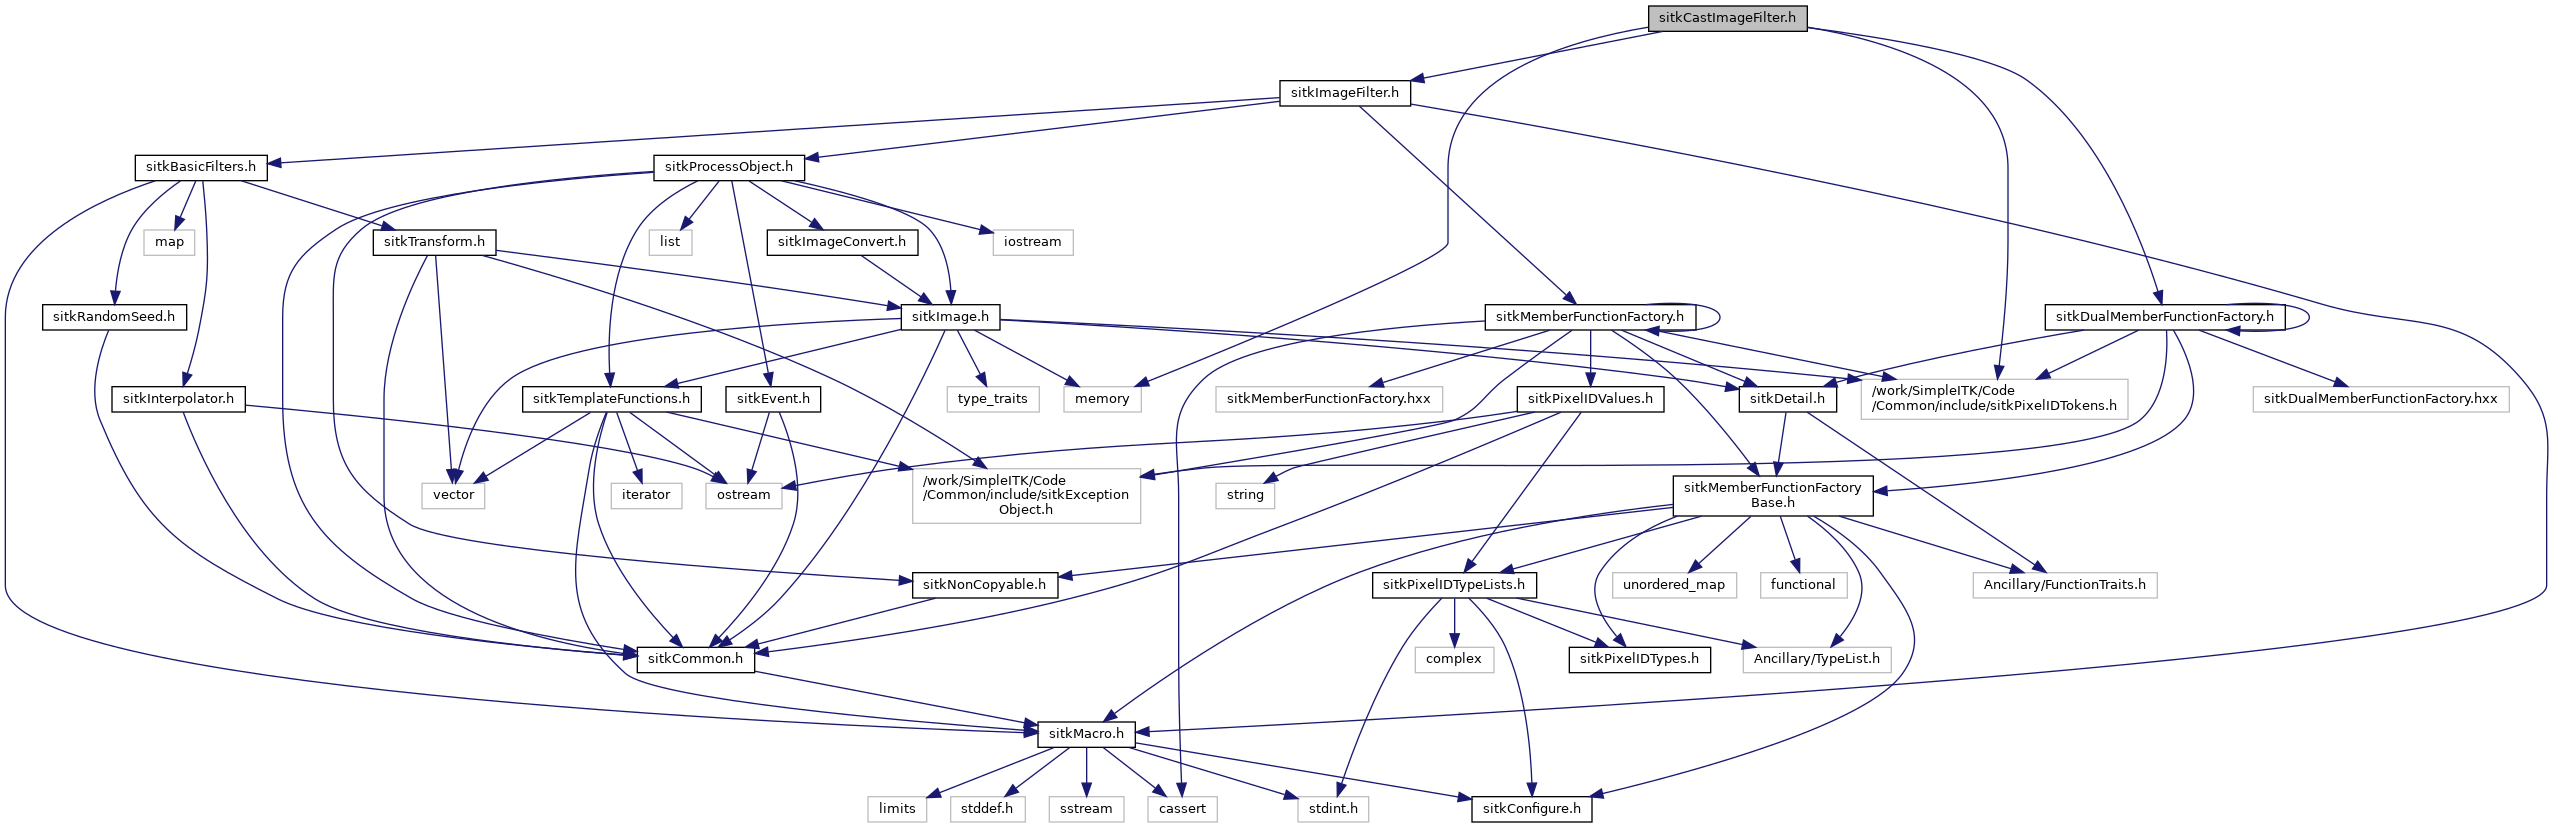 sitkCastImageFilter.h
sitkImageFilter.h
sitkBasicFilters.h
sitkProcessObject.h
map
sitkTransform.h
list
sitkImageConvert.h
iostream
sitkRandomSeed.h
sitkImage.h
sitkMemberFunctionFactory.h
sitkDualMemberFunctionFactory.h
sitkInterpolator.h
sitkTemplateFunctions.h
sitkEvent.h
type_traits
memory
sitkMemberFunctionFactory.hxx
sitkPixelIDValues.h
sitkDetail.h
/work/SimpleITK/Code
/Common/include/sitkPixelIDTokens.h
sitkDualMemberFunctionFactory.hxx
vector
iterator
ostream
/work/SimpleITK/Code
/Common/include/sitkException
Object.h
string
sitkMemberFunctionFactory
Base.h
sitkNonCopyable.h
sitkPixelIDTypeLists.h
unordered_map
functional
Ancillary/FunctionTraits.h
sitkCommon.h
complex
sitkPixelIDTypes.h
Ancillary/TypeList.h
sitkMacro.h
limits
stddef.h
sstream
cassert
stdint.h
sitkConfigure.h